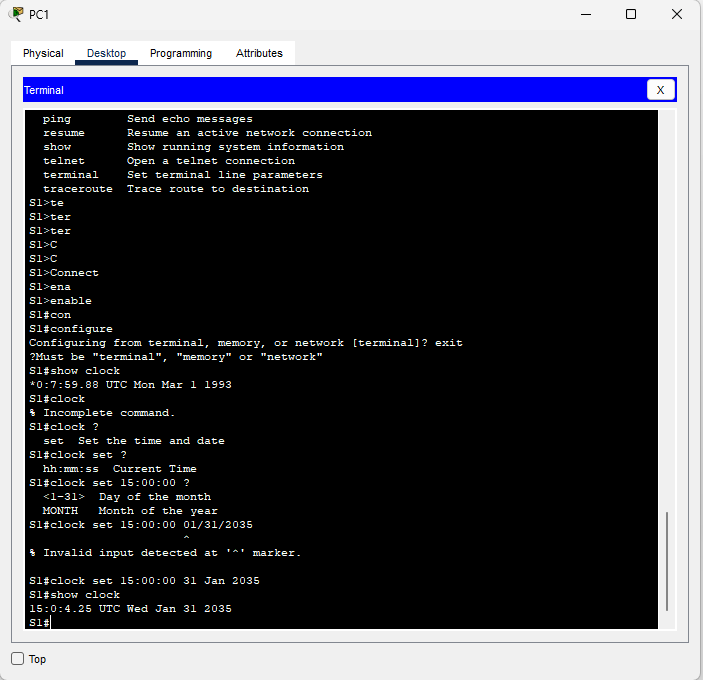 PC1
Physical Desktop Programming Attributes
Terminal X
ping        Send echo messages
resume      Resume an active network connection
show        Show running system information
telnet      Open a telnet connection
terminal    Set terminal line parameters
traceroute  Trace route to destination
S1>te
S1>ter
S1>ter
S1>C
S1>C
S1>Connect
S1>ena
S1>enable
S1#con
S1#configure
Configuring from terminal, memory, or network [terminal]? exit
?Must be "terminal", "memory" or "network"
S1#show clock
*0:7:59.88 UTC Mon Mar 1 1993
S1#clock
% Incomplete command.
S1#clock ?
  set  Set the time and date
S1#clock set ?
  hh:mm:ss  Current Time
S1#clock set 15:00:00 ?
  <1-31>  Day of the month
  MONTH   Month of the year
S1#clock set 15:00:00 01/31/2035
                      ^
% Invalid input detected at '^' marker.
S1#clock set 15:00:00 31 Jan 2035
S1#show clock
15:0:4.25 UTC Wed Jan 31 2035
S1#
Top